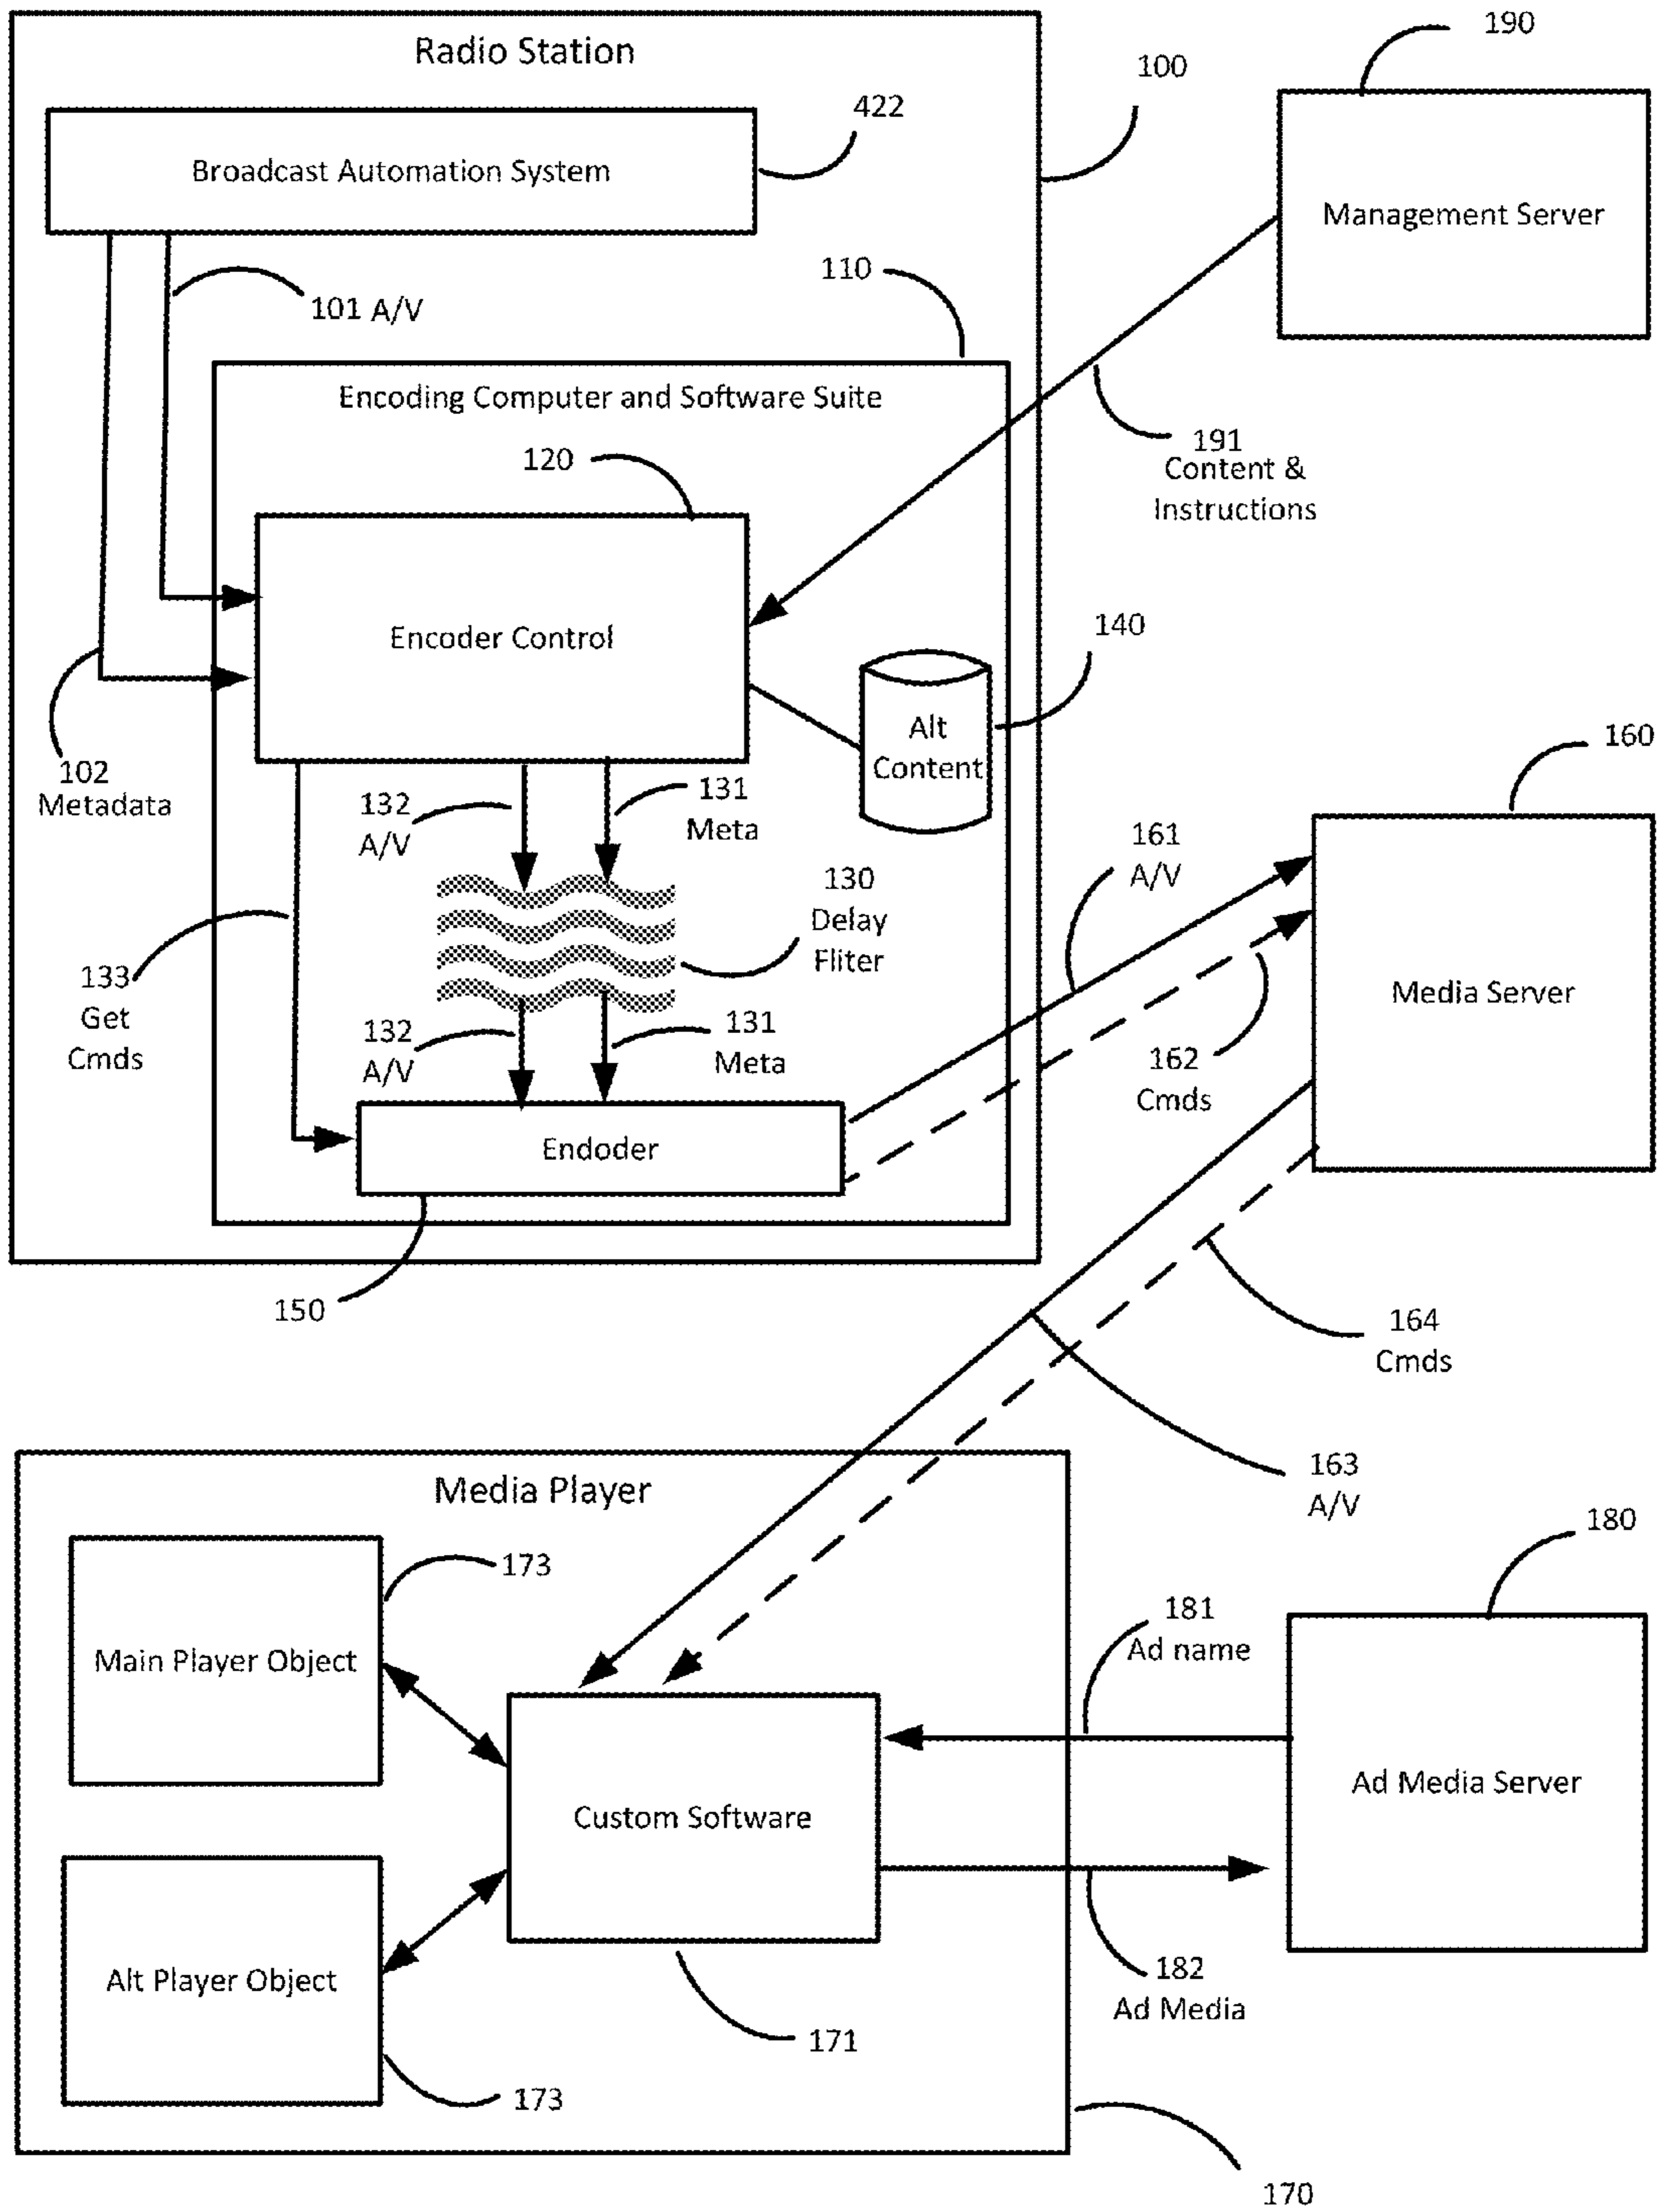 Radio Station
190
100
422
Broadcast Automation System
Management Server
110
101 A/V
Encoding Computer and Software Suite
191
Content &
Instructions
120
Encoder Control
140
Alt
Content
160
102
Metadata
132
A/V
131
Meta
161
A/V
130
Delay
Fliter
133
Get
Cmds
Media Server
132
A/V
131
Meta
162
Cmds
Endoder
150
164
Cmds
163
A/V
Media Player
180
173
181
Ad name
Main Player Object
Ad Media Server
Custom Software
Alt Player Object
182
Ad Media
171
173
170